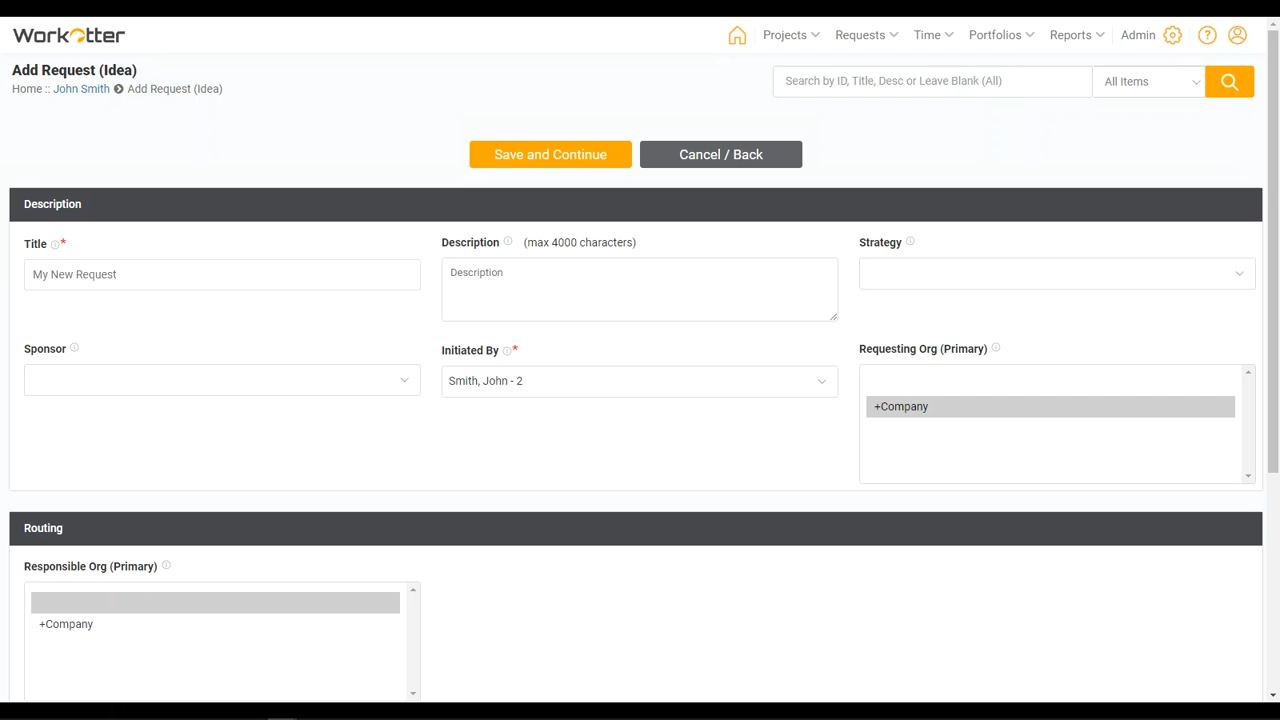 WorkOtter
Projects
Requests
Time
Portfolios
Reports
Admin
?
Add Request (Idea)
Home :: John Smith Add Request (Idea)
Search by ID, Title, Desc or Leave Blank (All)
All Items
Save and Continue
Cancel / Back
Description
Title *
Description (max 4000 characters)
Strategy
My New Request
Description
Sponsor
Initiated By *
Requesting Org (Primary)
Smith, John - 2
+Company
Routing
Responsible Org (Primary)
+Company